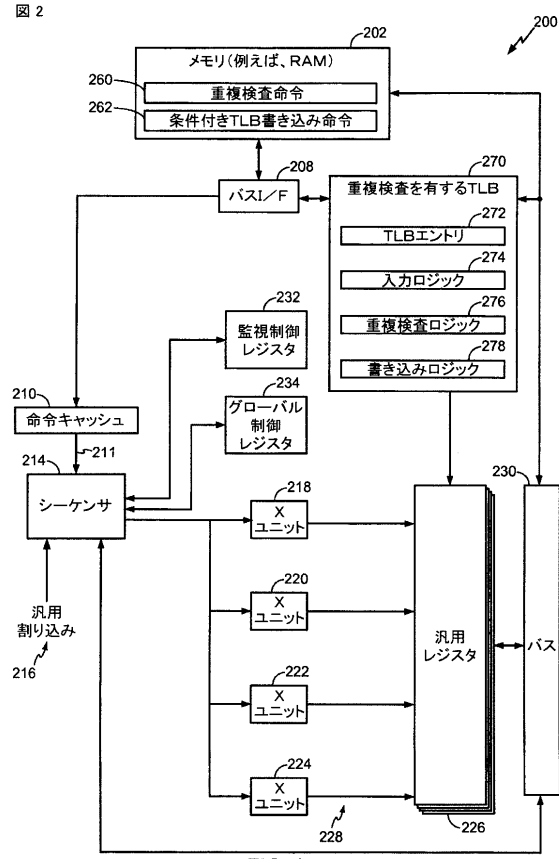 図 2
200
202
メモリ(例えば、RAM)
260
重複検査命令
262
条件付きTLB書き込み命令
208
バスI/F
270
重複検査を有するTLB
272
TLBエントリ
274
入力ロジック
276
重複検査ロジック
278
書き込みロジック
232
監視制御
レジスタ
234
グローバル
制御
レジスタ
210
命令キャッシュ
211
214
シーケンサ
汎用
割り込み
216
218
X
ユニット
220
X
ユニット
222
X
ユニット
224
X
ユニット
228
汎用
レジスタ
226
230
バス